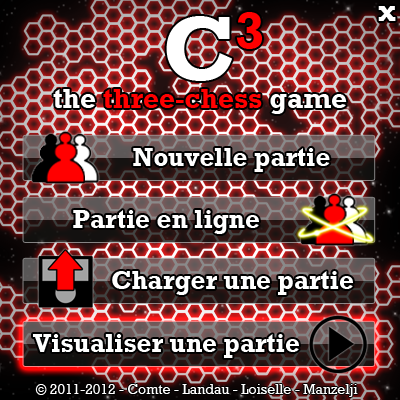 C3
the three-chess game
Nouvelle partie
Partie en ligne
Charger une partie
Visualiser une partie
© 2011-2012 - Comte - Landau - Loiselle - Manzelji